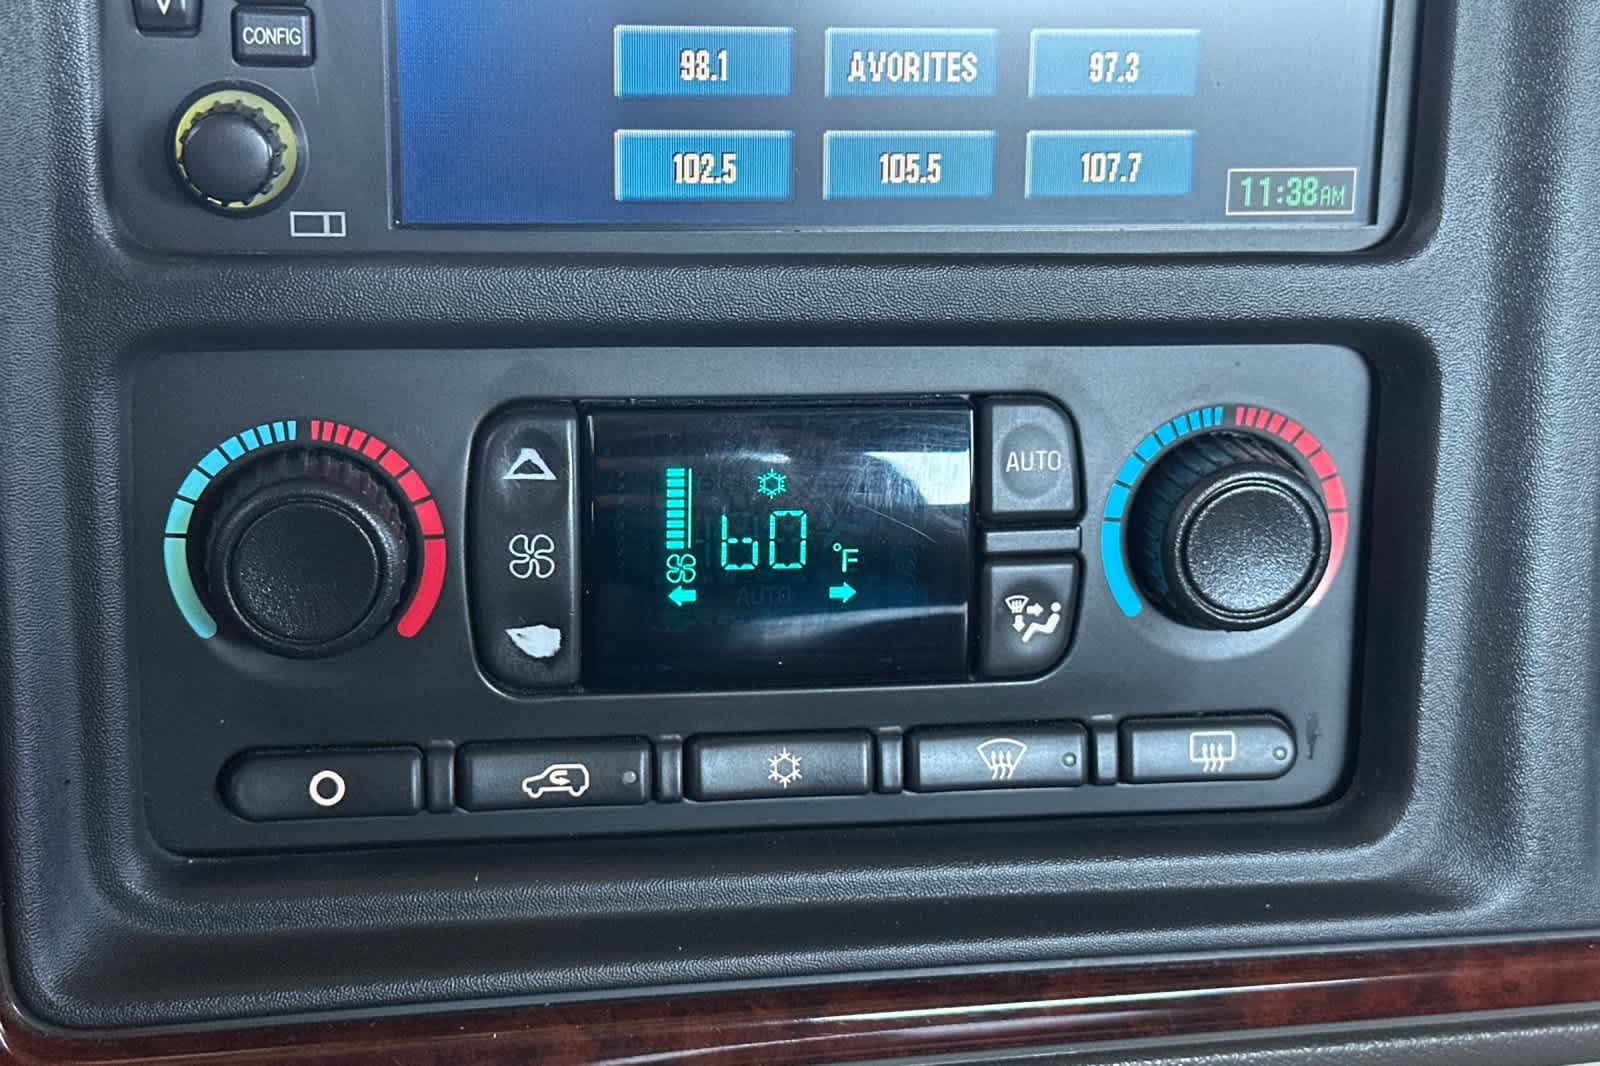 CONFIG
98.1 AVORITES 97.3
102.5 105.5 107.7
11:38AM
AUTO
60 °F
AUTO